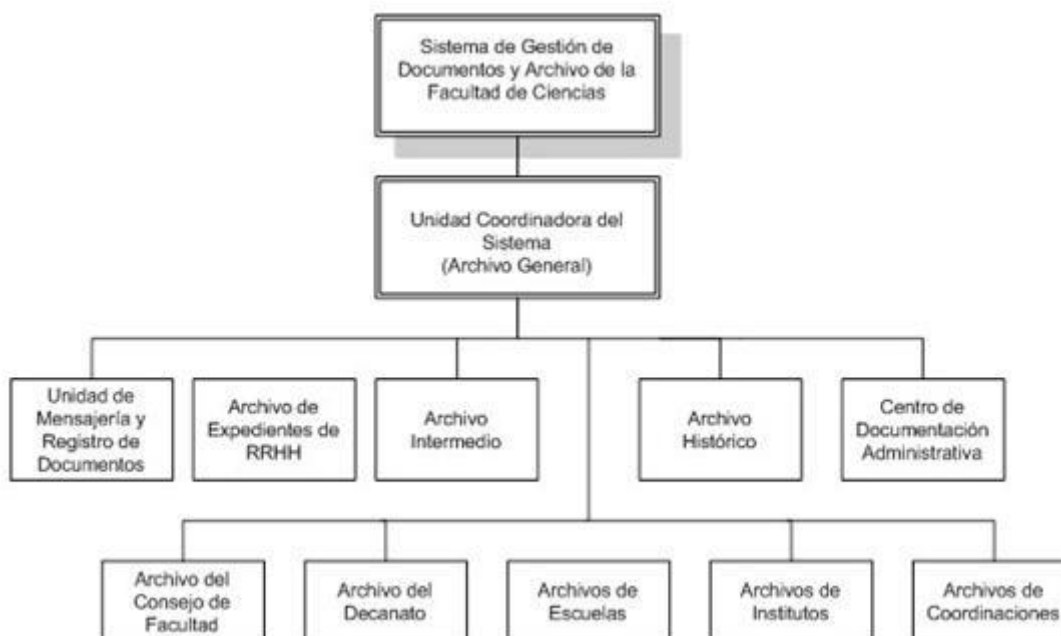 Sistema de Gestión de
Documentos y Archivo de la
Facultad de Ciencias
Unidad Coordinadora del
Sistema
(Archivo General)
Unidad de
Mensajería y
Registro de
Documentos
Archivo de
Expedientes de
RRHH
Archivo
Intermedio
Archivo
Histórico
Centro de
Documentación
Administrativa
Archivo del
Consejo de
Facultad
Archivo del
Decanato
Archivos de
Escuelas
Archivos de
Institutos
Archivos de
Coordinaciones